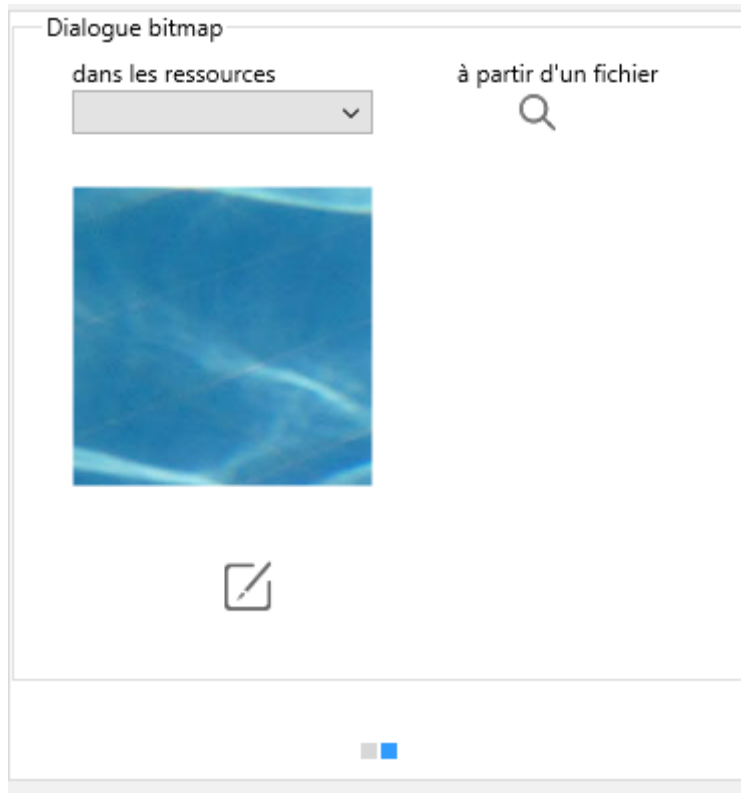 Dialogue bitmap
dans les ressources
à partir d'un fichier